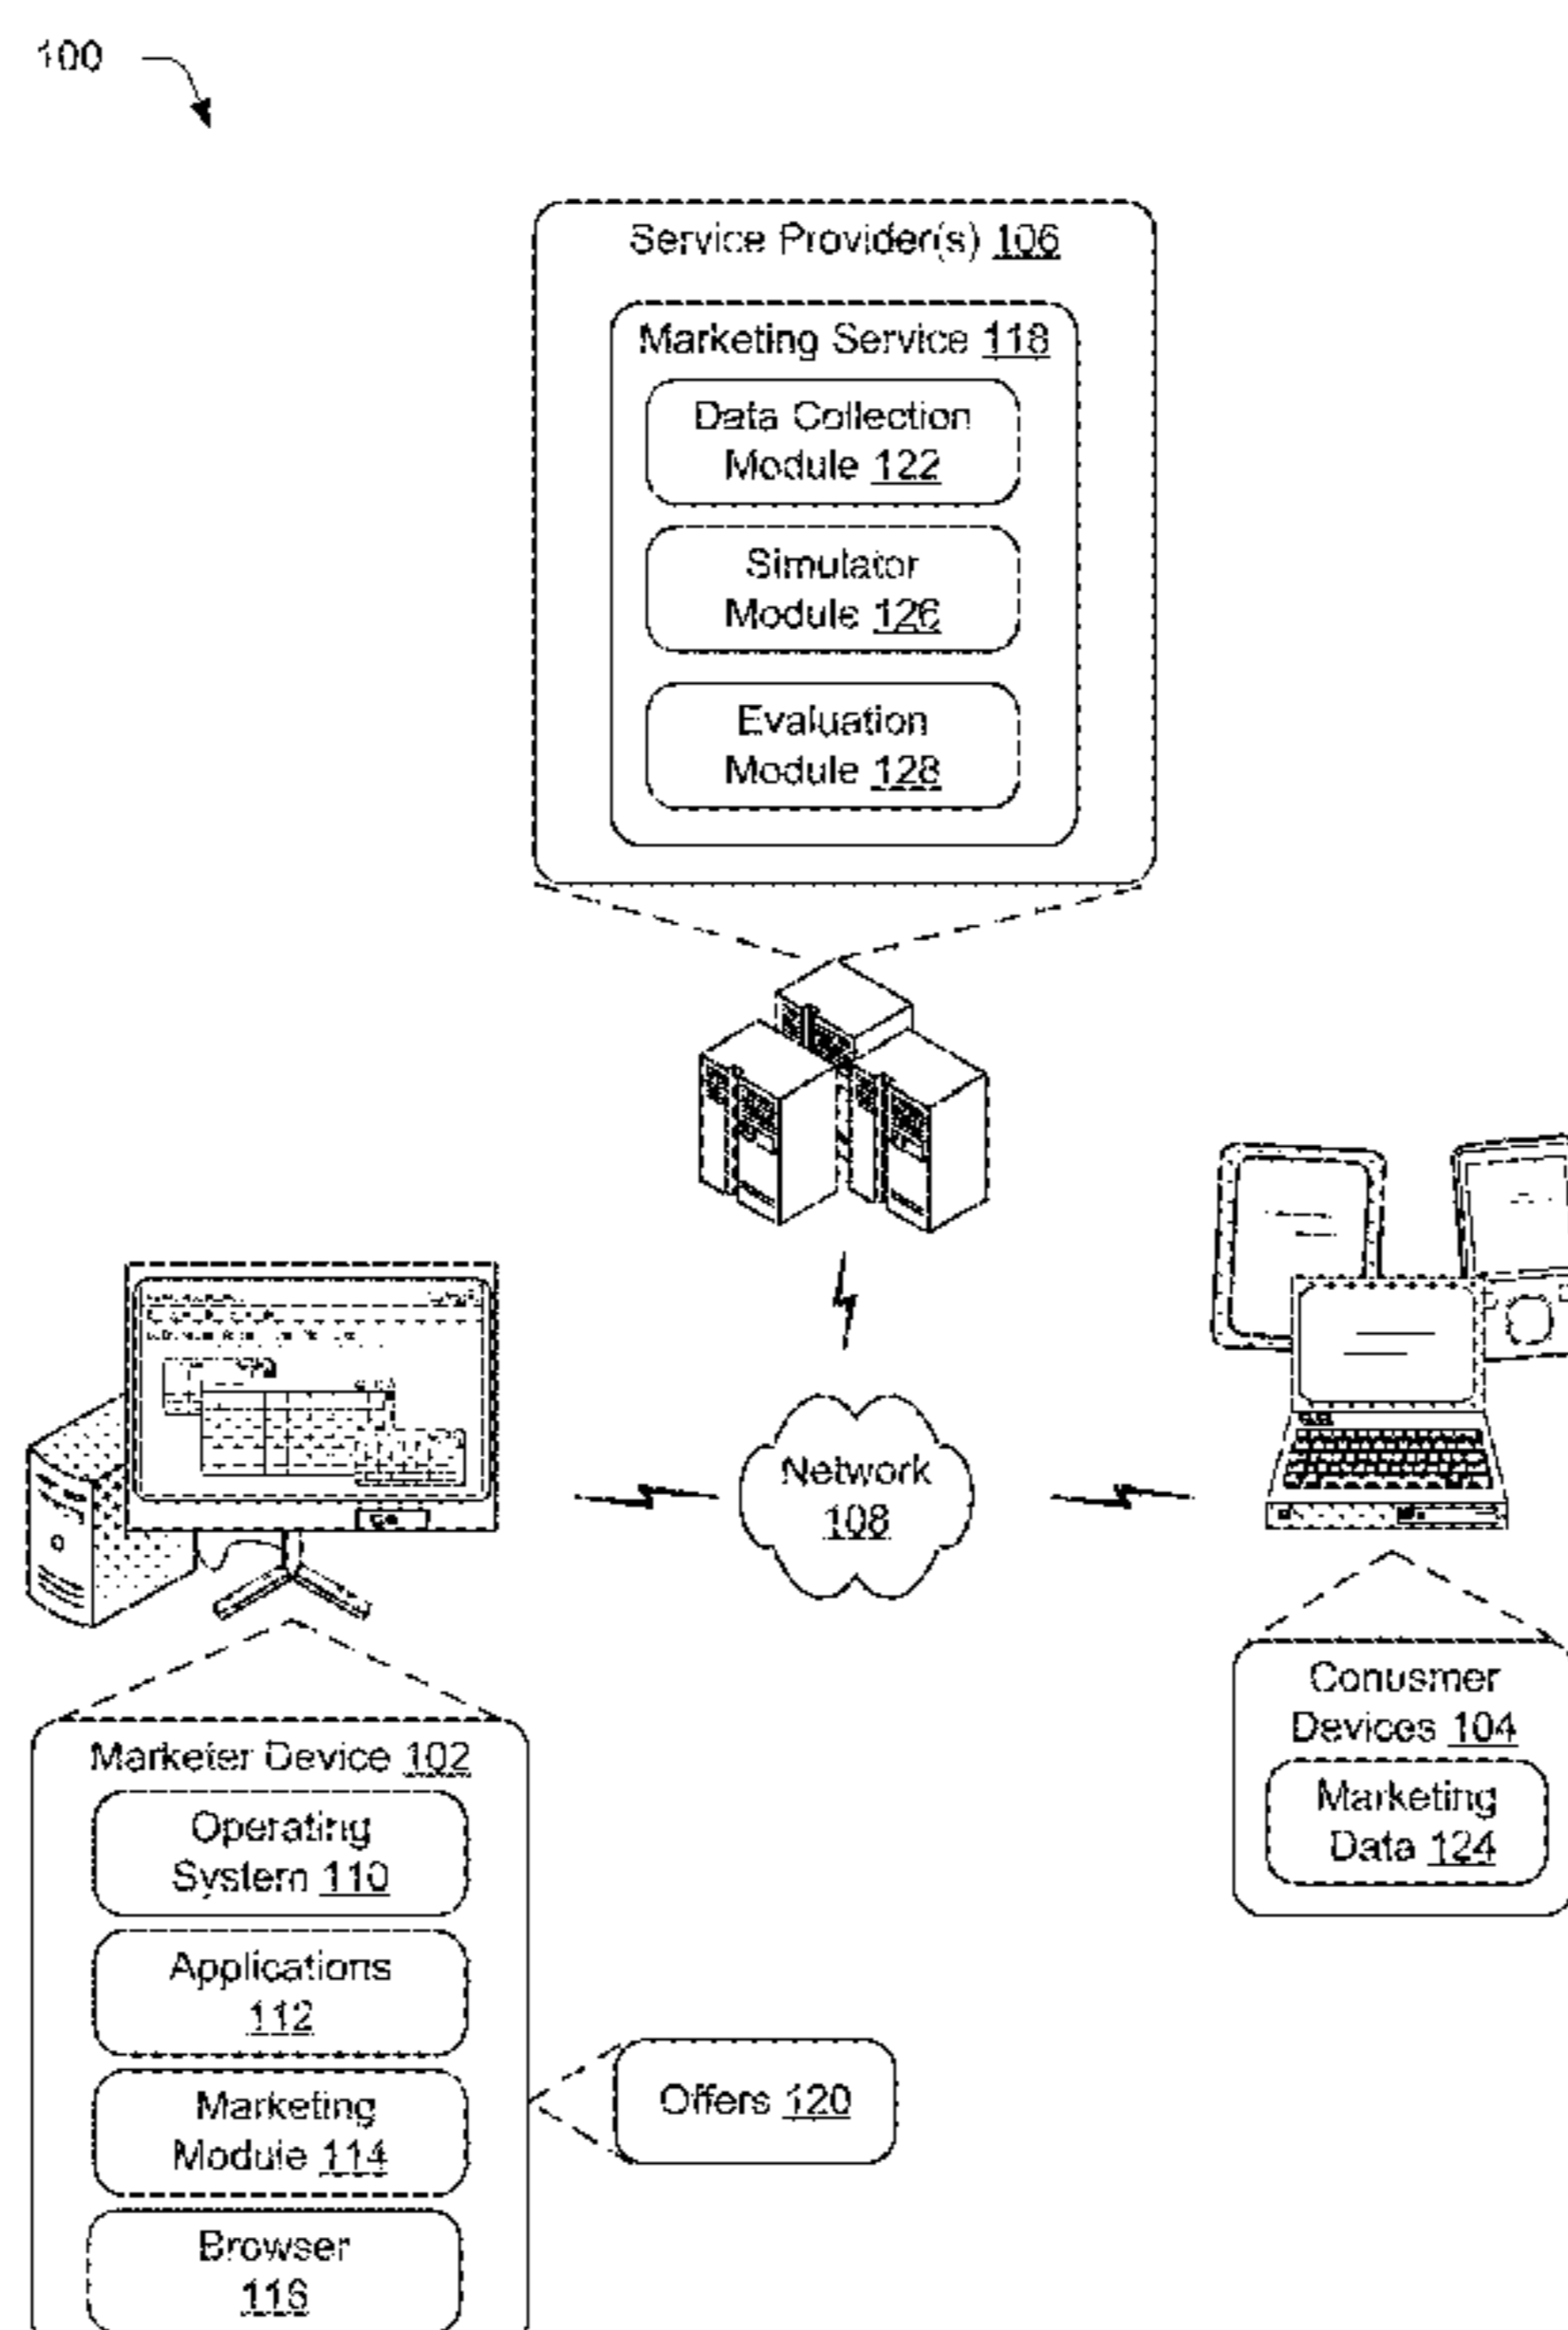 100
Service Provider(s) 106
Marketing Service 118
Data Collection
Module 122
Simulator
Module 126
Evaluation
Module 128
Network
108
Conusmer
Devices 104
Marketing
Data 124
Marketer Device 102
Operating
System 110
Applications
112
Marketing
Module 114
Browser
116
Offers 120